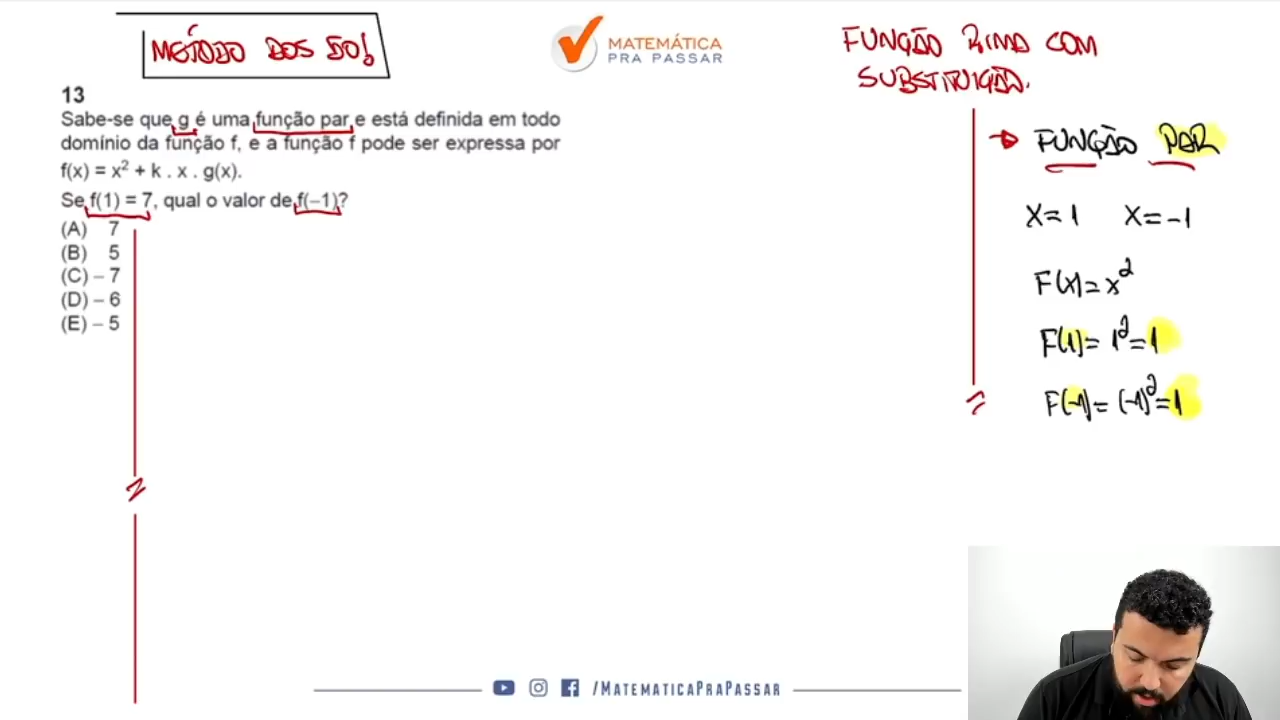 MÉTODO DOS 50!
MATEMÁTICA
PRA PASSAR
FUNÇÃO RIMA COM
SUBSTITUIÇÃO.
13
Sabe-se que g é uma função par e está definida em todo
domínio da função f, e a função f pode ser expressa por
f(x) = x² + k . x . g(x).
Se f(1) = 7, qual o valor de f(−1)?
(A) 7
(B) 5
(C) − 7
(D) − 6
(E) − 5
FUNÇÃO PAR
X = 1 X = −1
F(x) = x²
F(1) = 1² = 1
F(−1) = (−1)² = 1
/MATEMATICAPRAPASSAR